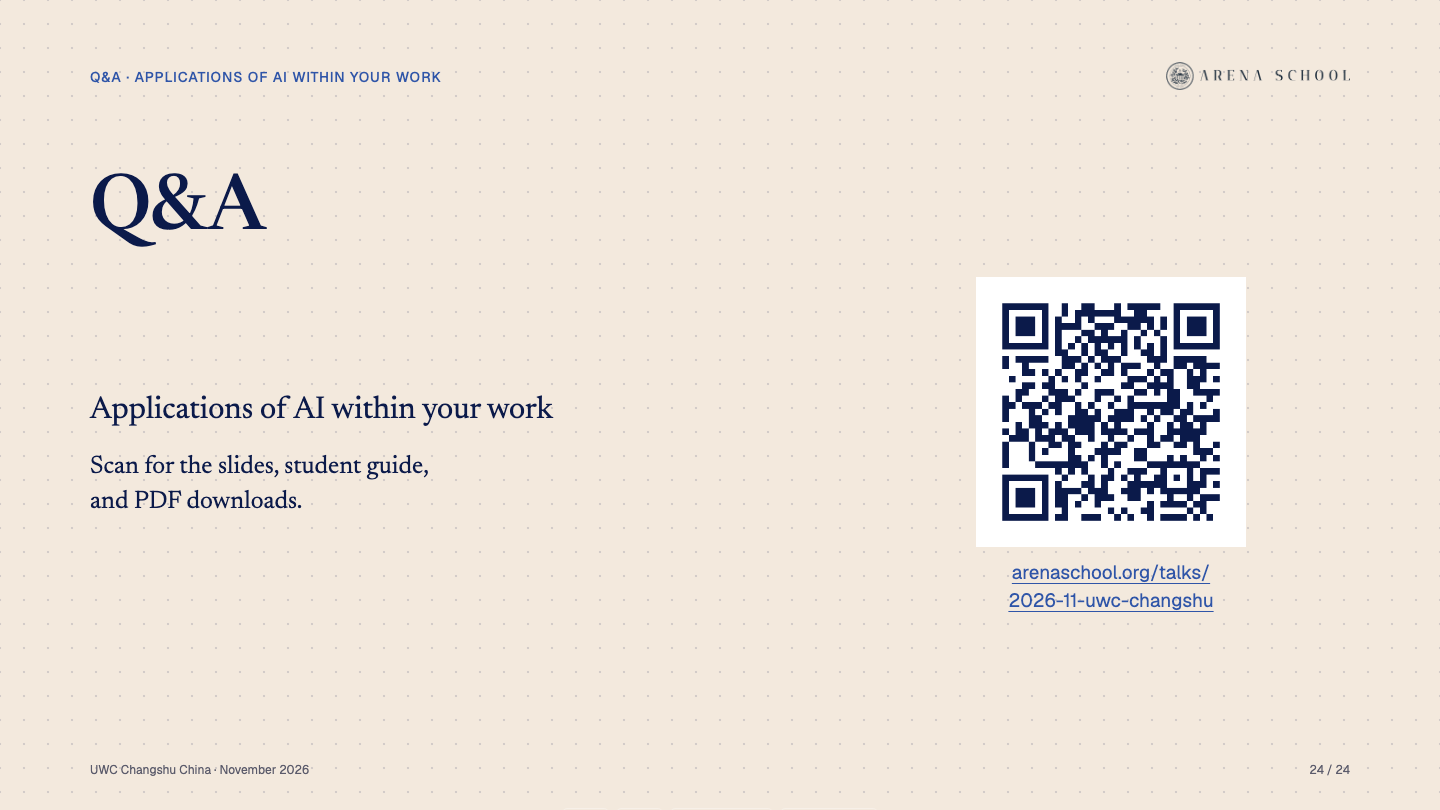 Q&A · APPLICATIONS OF AI WITHIN YOUR WORK
ARENA SCHOOL
Q&A
Applications of AI within your work
Scan for the slides, student guide,
and PDF downloads.
arenaschool.org/talks/
2026-11-uwc-changshu
UWC Changshu China · November 2026
24 / 24